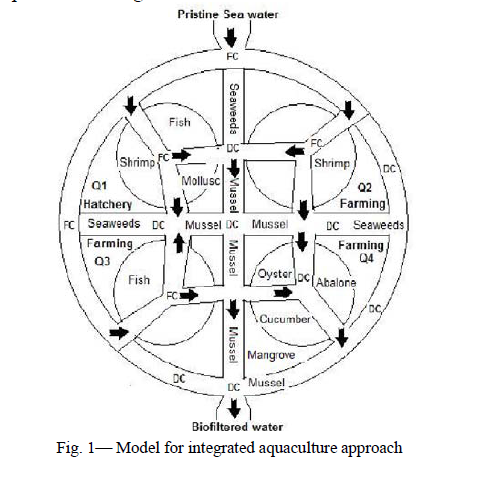 Pristine Sea water
FC
Seaweeds
Fish
DC
FC
FC
Shrimp
Shrimp
DC
Mollusc
Mussel
Q1
Hatchery
Q2
Farming
FC Seaweeds DC Mussel DC Mussel DC Seaweeds
Farming
Q3
Farming
Q4
Mussel
Fish
Oyster
DC
Abalone
FC
Cucumber
DC
Mussel
Mangrove
DC
DC
Mussel
Biofiltered water
Fig. 1— Model for integrated aquaculture approach